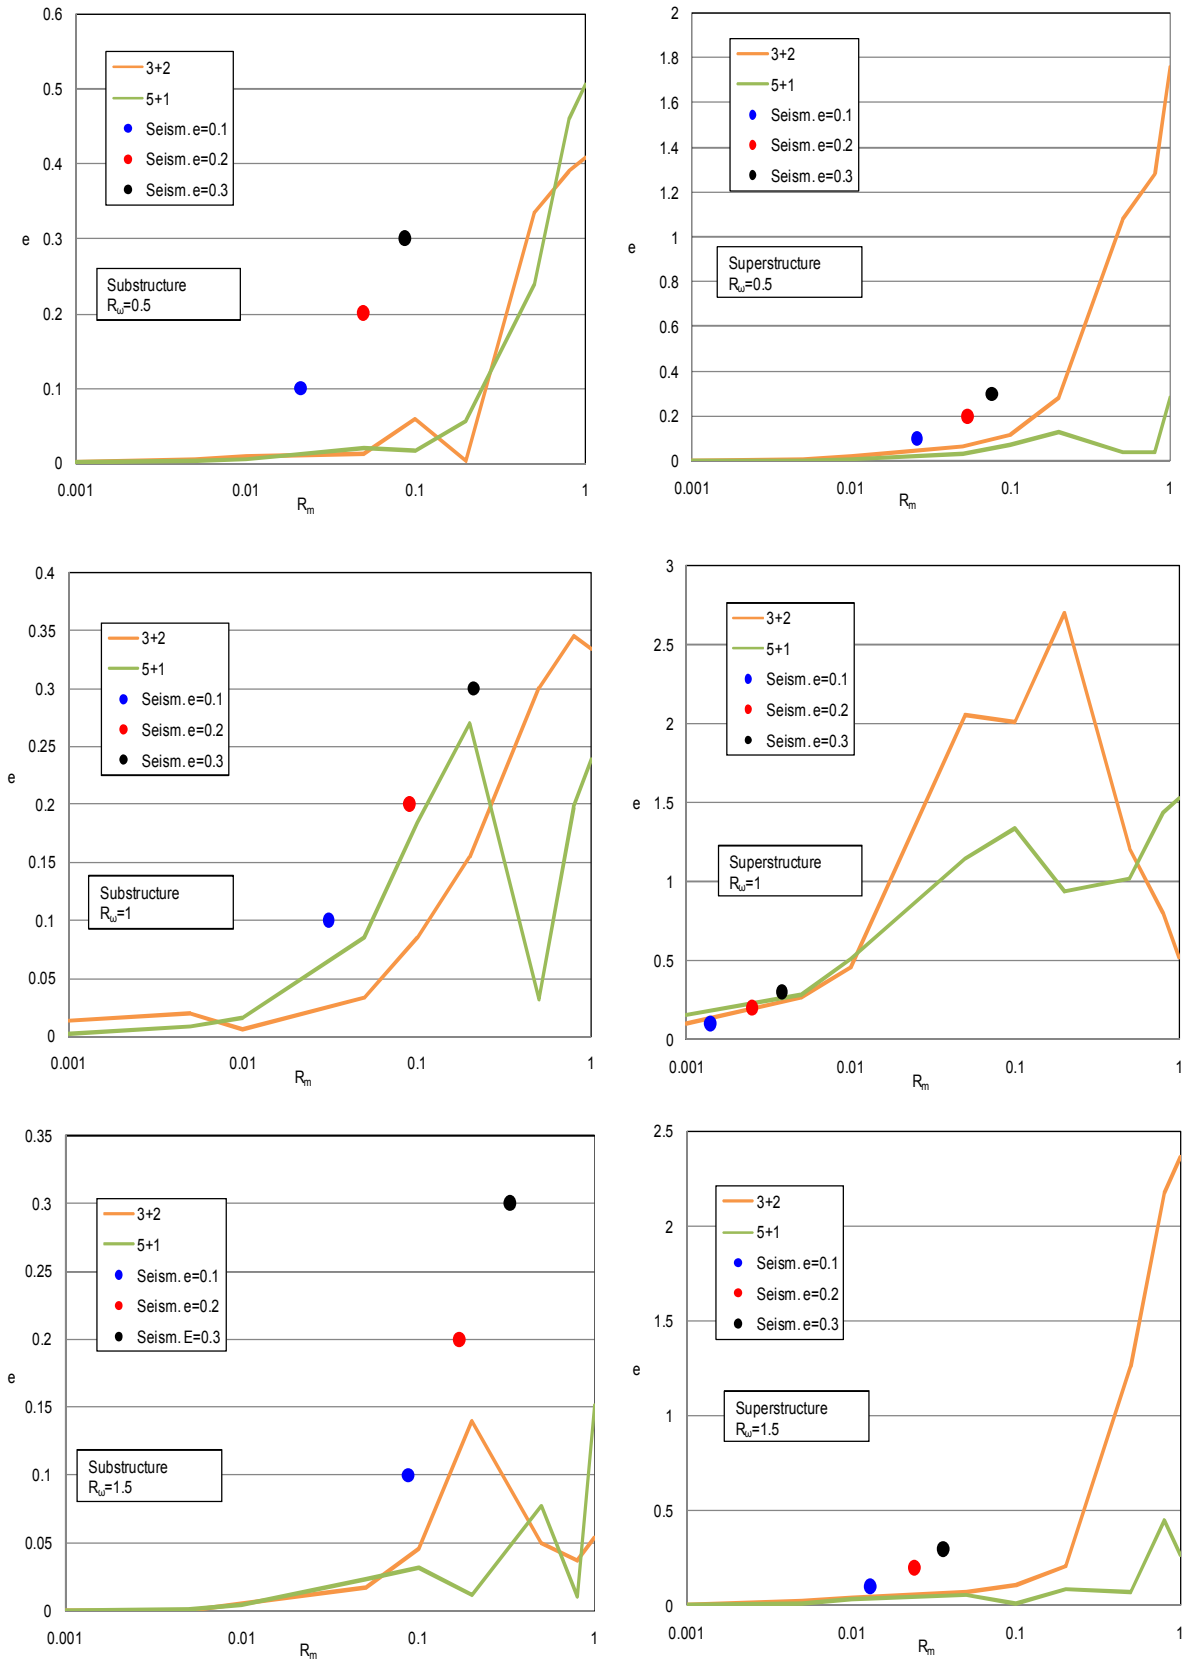 0.6
0.5
0.4
0.3
0.2
0.1
0
e
3+2
5+1
Seism. e=0.1
Seism. e=0.2
Seism. e=0.3
Substructure
Rω=0.5
0.001 0.01 0.1 1
Rm
2
1.8
1.6
1.4
1.2
1
0.8
0.6
0.4
0.2
0
e
3+2
5+1
Seism. e=0.1
Seism. e=0.2
Seism. e=0.3
Superstructure
Rω=0.5
0.001 0.01 0.1 1
Rm
0.4
0.35
0.3
0.25
0.2
0.15
0.1
0.05
0
e
3+2
5+1
Seism. e=0.1
Seism. e=0.2
Seism. e=0.3
Substructure
Rω=1
0.001 0.01 0.1 1
Rm
3
2.5
2
1.5
1
0.5
0
e
3+2
5+1
Seism. e=0.1
Seism. e=0.2
Seism. e=0.3
Superstructure
Rω=1
0.001 0.01 0.1 1
Rm
0.35
0.3
0.25
0.2
0.15
0.1
0.05
0
e
3+2
5+1
Seism. e=0.1
Seism. e=0.2
Seism. E=0.3
Substructure
Rω=1.5
0.001 0.01 0.1 1
Rm
2.5
2
1.5
1
0.5
0
e
3+2
5+1
Seism. e=0.1
Seism. e=0.2
Seism. e=0.3
Superstructure
Rω=1.5
0.001 0.01 0.1 1
Rm